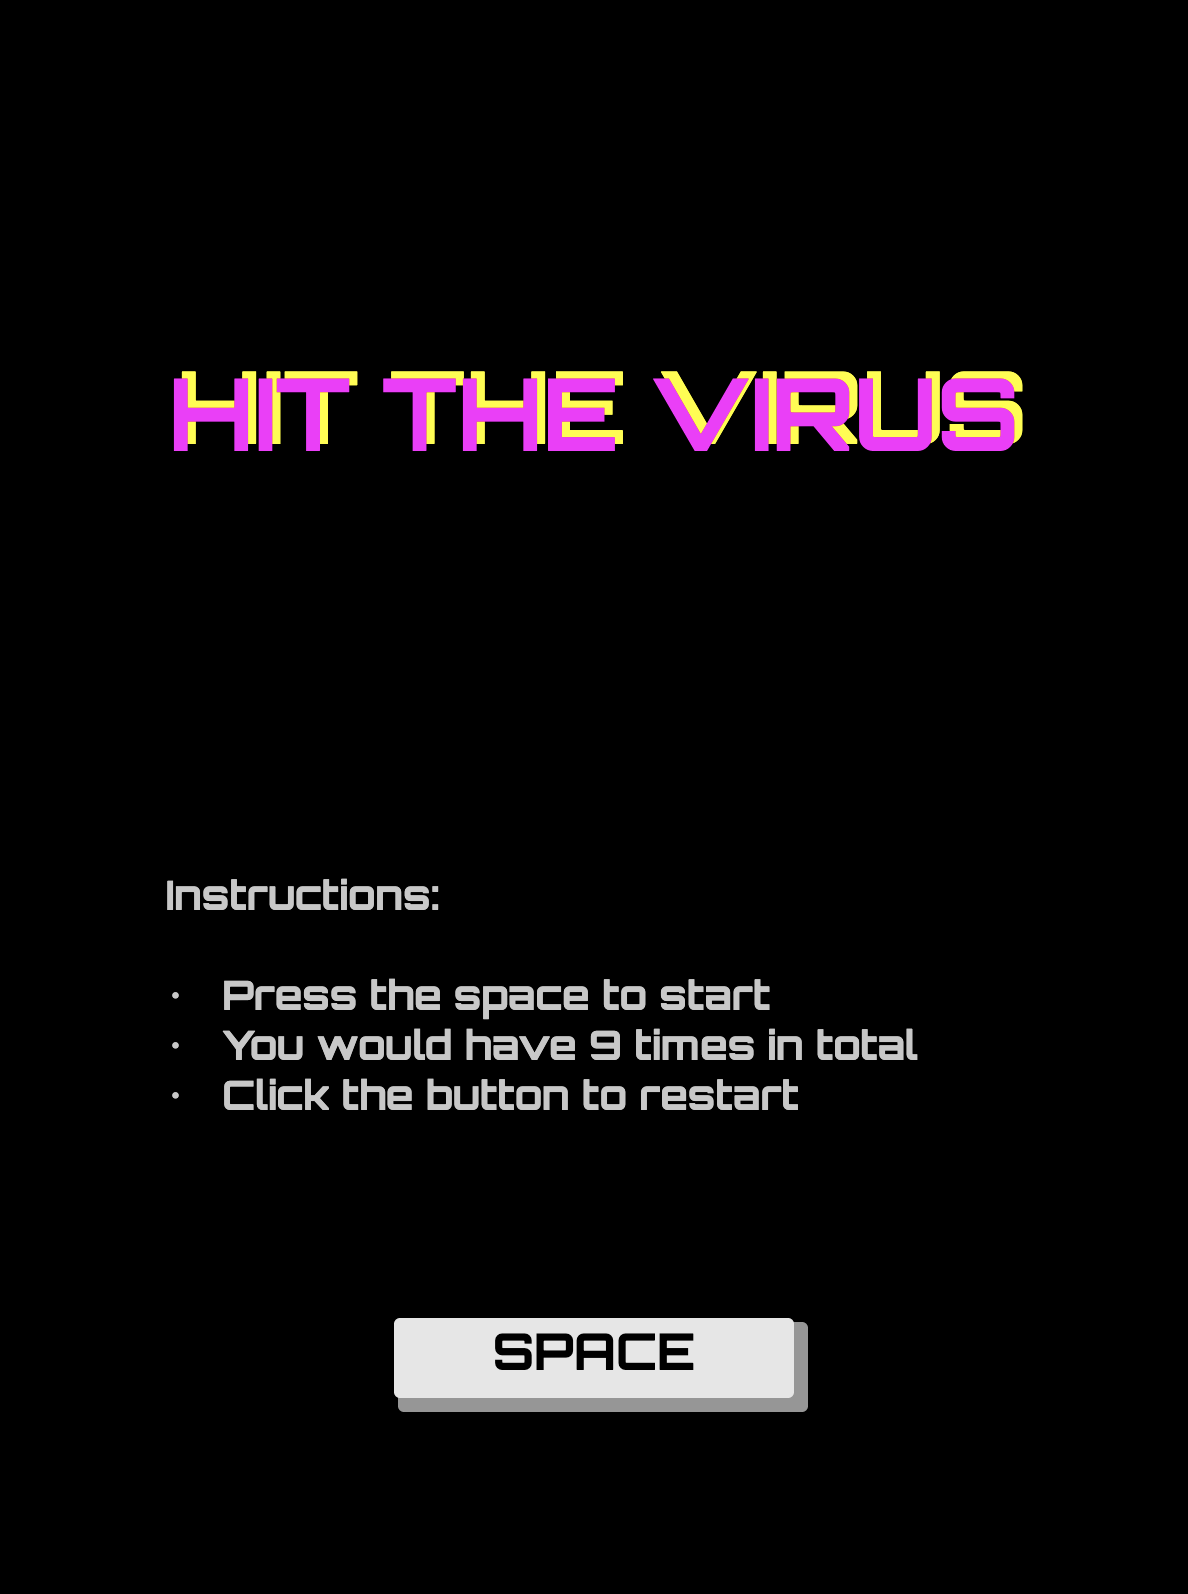 HIT THE VIRUS
Instructions:
• Press the space to start
• You would have 9 times in total
• Click the button to restart
SPACE